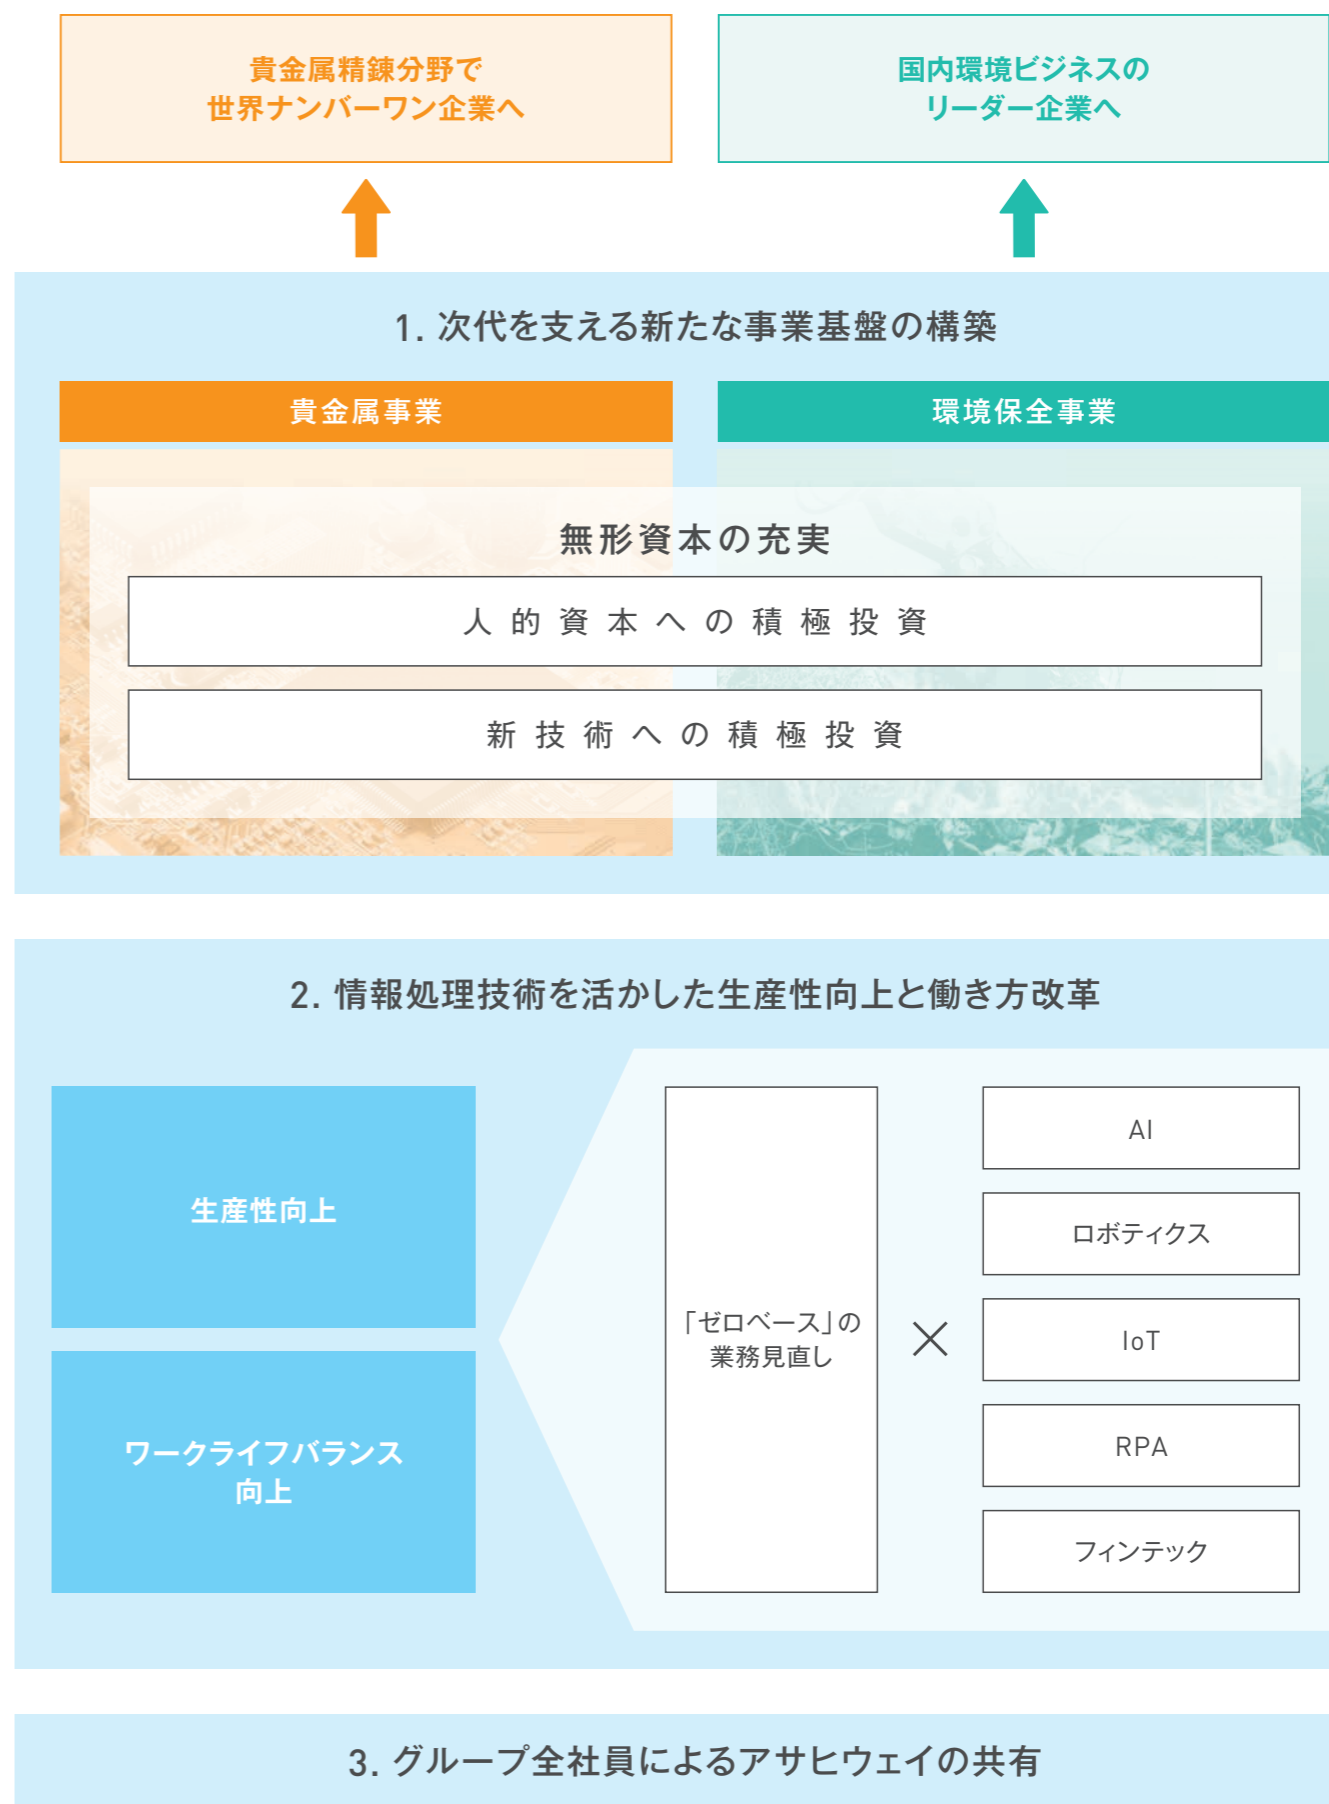 貴金属精錬分野で
世界ナンバーワン企業へ
国内環境ビジネスの
リーダー企業へ
1. 次代を支える新たな事業基盤の構築
貴金属事業
環境保全事業
無形資本の充実
人的資本への積極投資
新技術への積極投資
2. 情報処理技術を活かした生産性向上と働き方改革
生産性向上
ワークライフバランス
向上
「ゼロベース」の
業務見直し
×
AI
ロボティクス
IoT
RPA
フィンテック
3. グループ全社員によるアサヒウェイの共有